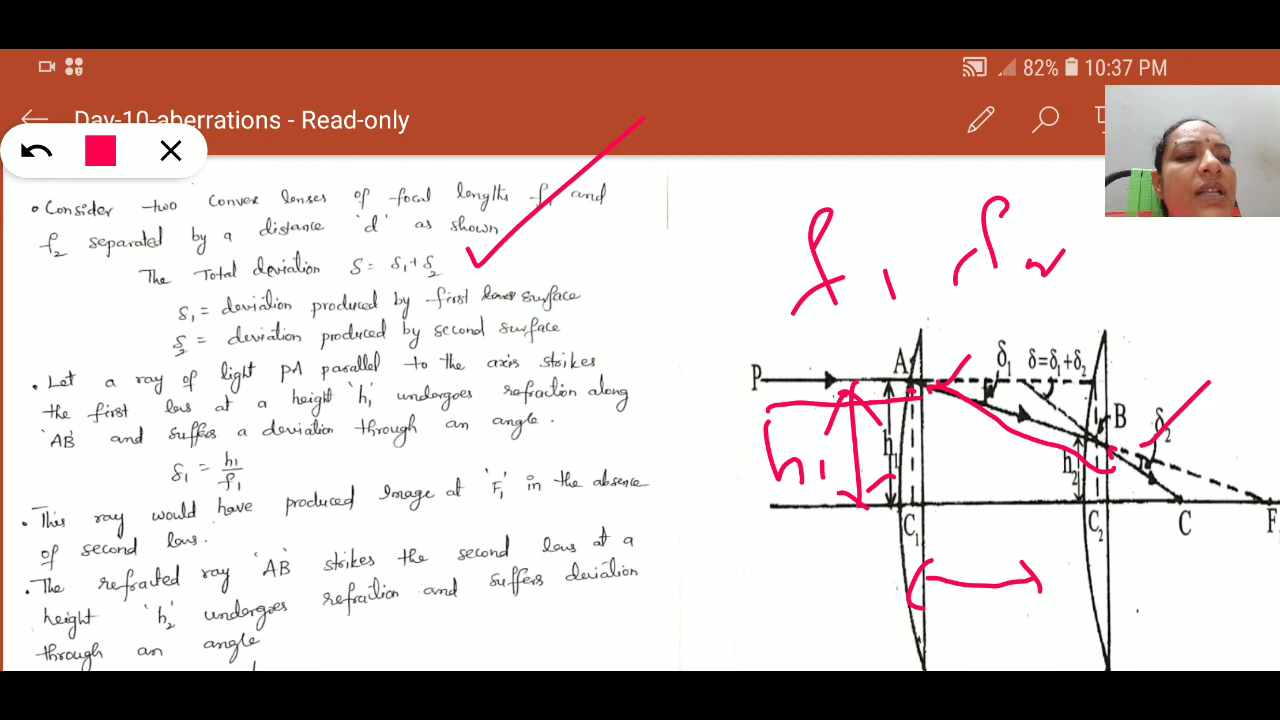 82% 10:37 PM
Day-10-aberrations - Read-only
• Consider two convex lenses of focal lengths f₁ and
f₂ separated by a distance 'd' as shown
The Total deviation S = δ₁ + δ₂
δ₁ = deviation produced by first lens surface
δ₂ = deviation produced by second surface
• Let a ray of light PA parallel to the axis strikes
the first lens at a height 'h₁' undergoes refraction along
'AB' and suffers a deviation through an angle.
δ₁ = h₁/f₁
• This ray would have produced Image at 'F₁' in the absence
of second lens.
• The refracted ray 'AB' strikes the second lens at a
height 'h₂' undergoes refraction and suffers deviation
through an angle
f₁, f₂
P A δ₁ δ=δ₁+δ₂
B δ₂
h₁ h₁ h₂
C₁ C₂ C F